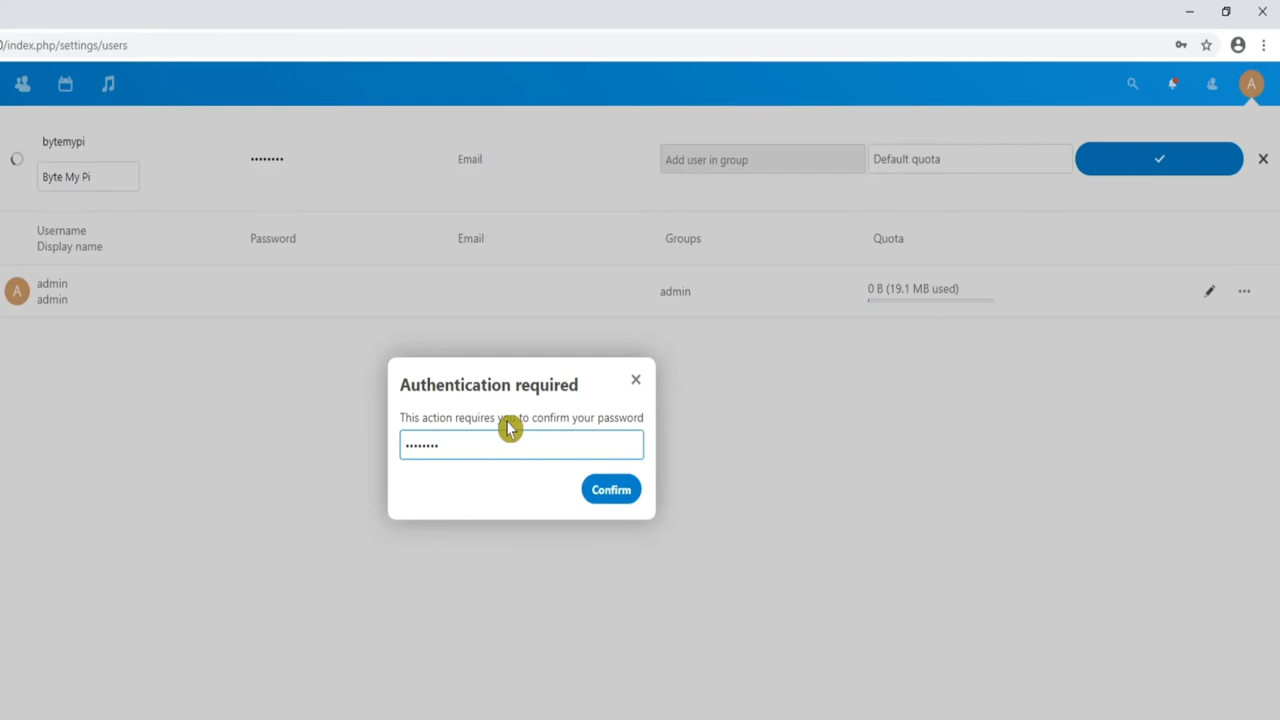 )/index.php/settings/users
A
bytemypi
••••••••
Email
Add user in group
Default quota
Byte My Pi
Username
Display name
Password
Email
Groups
Quota
A
admin
admin
admin
0 B (19.1 MB used)
Authentication required
This action requires you to confirm your password
••••••••
Confirm